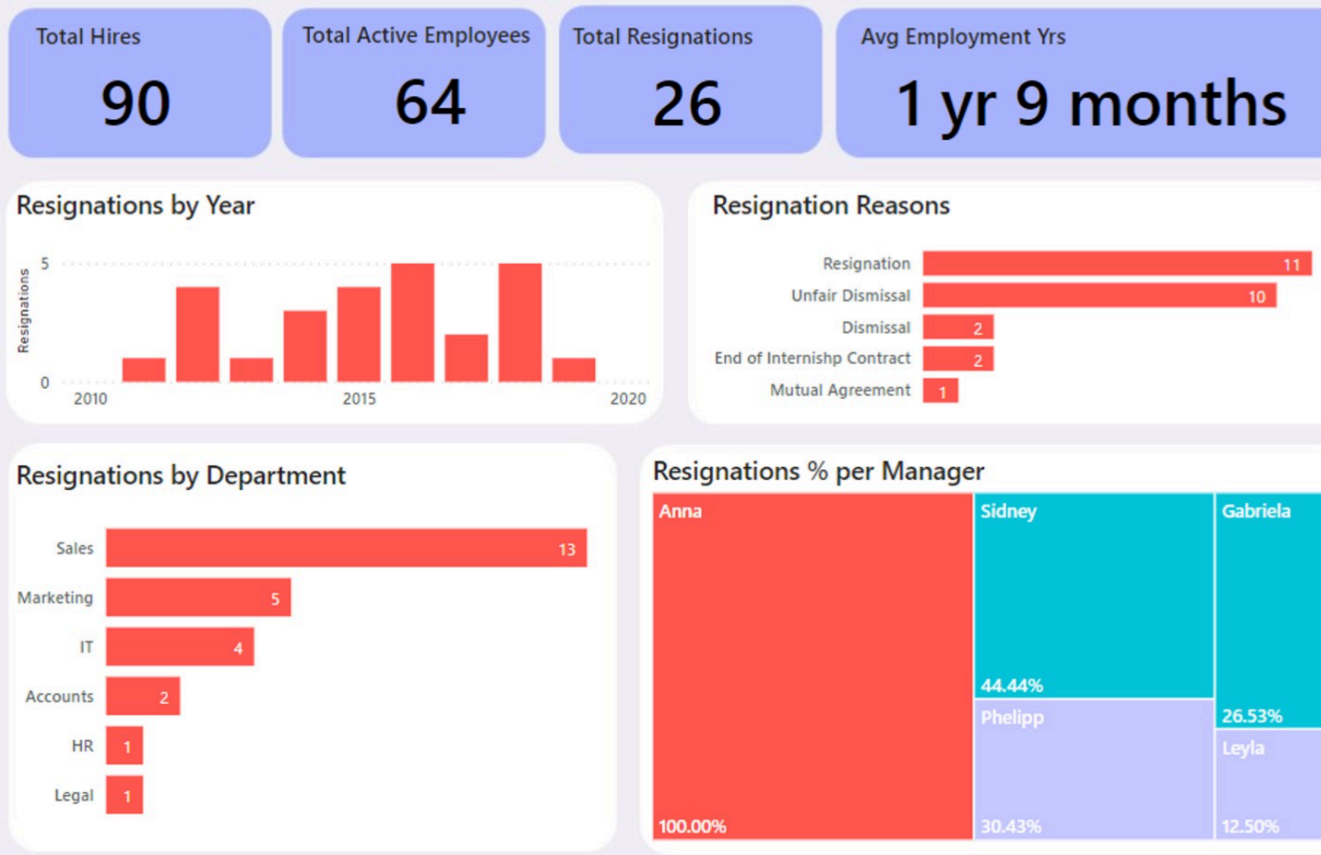 Total Hires
90
Total Active Employees
64
Total Resignations
26
Avg Employment Yrs
1 yr 9 months
Resignations by Year
Resignations
5
0
2010
2015
2020
Resignation Reasons
Resignation 11
Unfair Dismissal 10
Dismissal 2
End of Internishp Contract 2
Mutual Agreement 1
Resignations by Department
Sales 13
Marketing 5
IT 4
Accounts 2
HR 1
Legal 1
Resignations % per Manager
Anna
100.00%
Sidney
44.44%
Phelipp
30.43%
Gabriela
26.53%
Leyla
12.50%